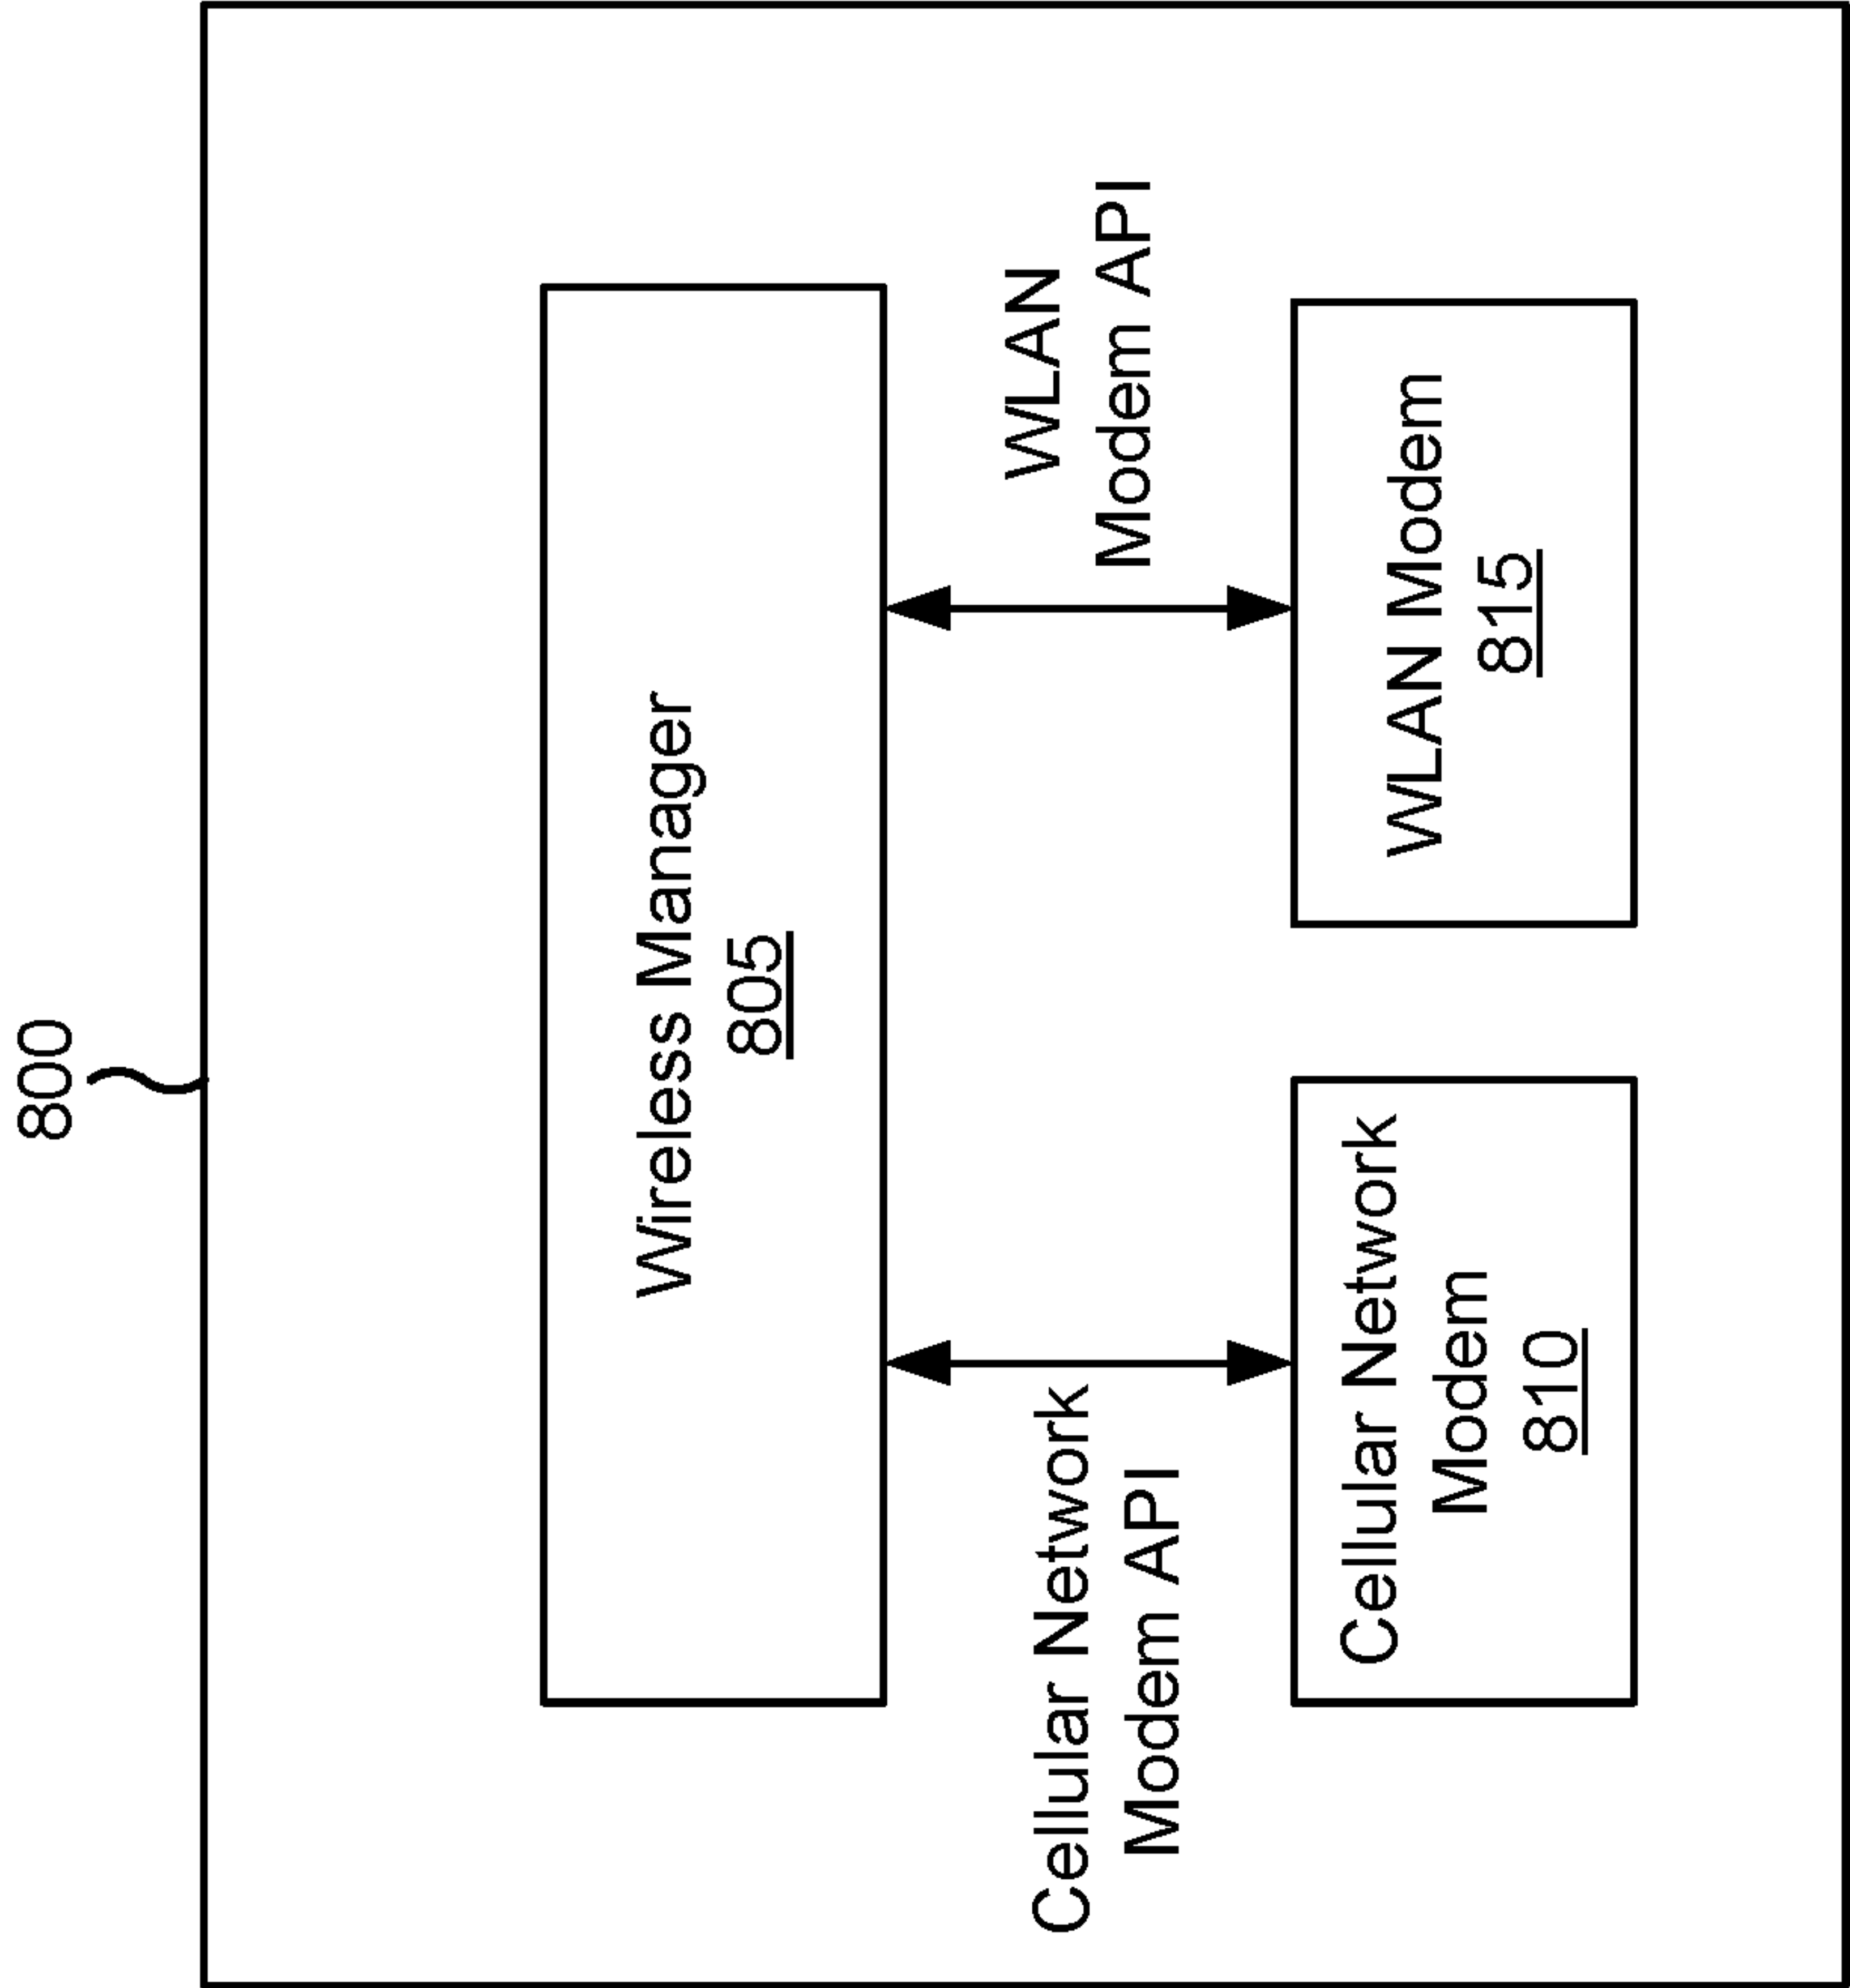 800
Wireless Manager
805
Cellular Network
Modem API
WLAN
Modem API
Cellular Network
Modem
810
WLAN Modem
815